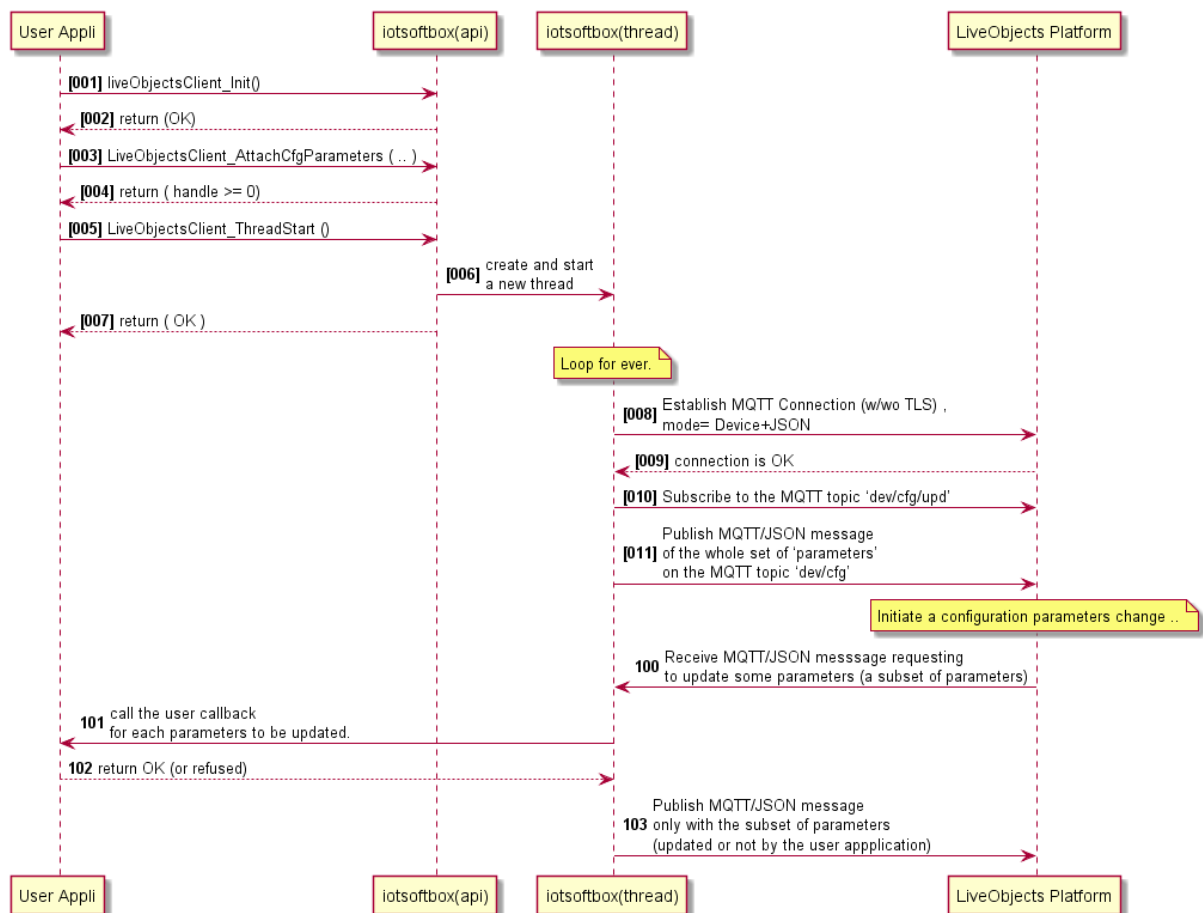 User Appli
iotsoftbox(api)
iotsoftbox(thread)
LiveObjects Platform
[001] liveObjectsClient_Init()
[002] return (OK)
[003] LiveObjectsClient_AttachCfgParameters ( .. )
[004] return ( handle >= 0)
[005] LiveObjectsClient_ThreadStart ()
[006] create and start
a new thread
[007] return ( OK )
Loop for ever.
[008] Establish MQTT Connection (w/wo TLS) ,
mode= Device+JSON
[009] connection is OK
[010] Subscribe to the MQTT topic ‘dev/cfg/upd’
[011] Publish MQTT/JSON message
of the whole set of ‘parameters’
on the MQTT topic ‘dev/cfg’
Initiate a configuration parameters change ..
100 Receive MQTT/JSON messsage requesting
to update some parameters (a subset of parameters)
101 call the user callback
for each parameters to be updated.
102 return OK (or refused)
103 Publish MQTT/JSON message
only with the subset of parameters
(updated or not by the user appplication)
User Appli
iotsoftbox(api)
iotsoftbox(thread)
LiveObjects Platform